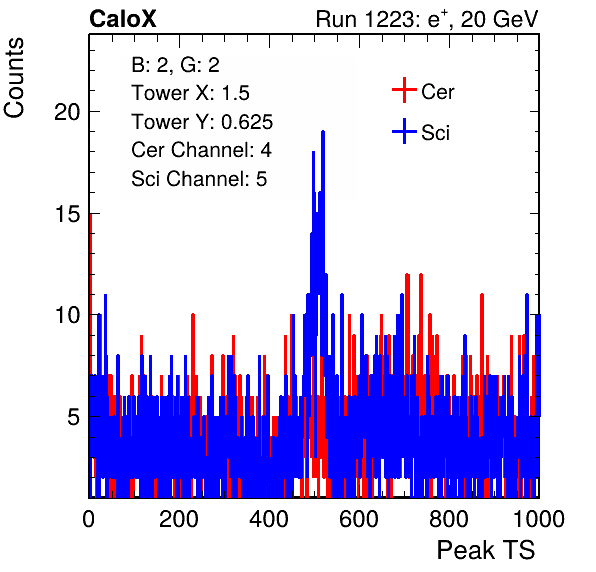 CaloX Run 1223: e⁺, 20 GeV
Counts
B: 2, G: 2
Tower X: 1.5
Tower Y: 0.625
Cer Channel: 4
Sci Channel: 5
Cer
Sci
20
15
10
5
0 200 400 600 800 1000
Peak TS